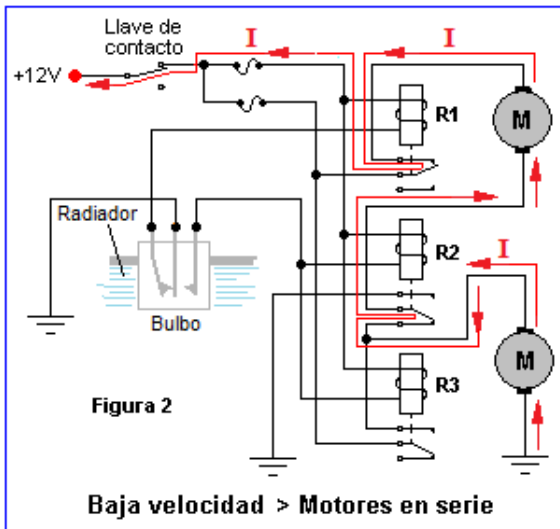 Llave de
contacto
I
I
+12V
R1
M
Radiador
R2
I
Bulbo
R3
M
Figura 2
Baja velocidad > Motores en serie